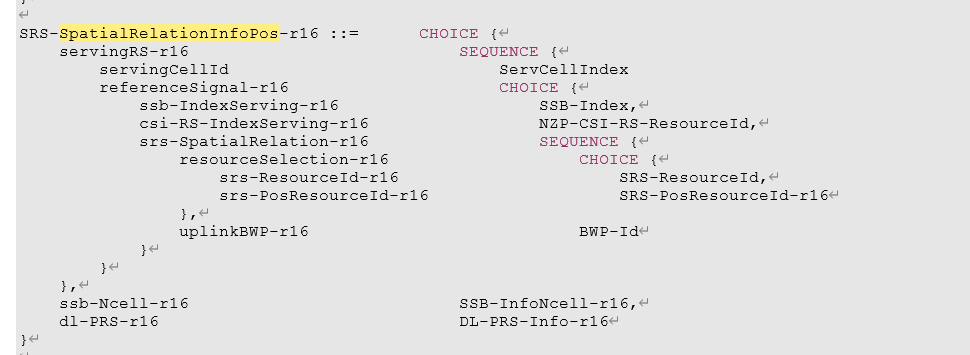 }
SRS-SpatialRelationInfoPos-r16 ::= CHOICE {
servingRS-r16 SEQUENCE {
servingCellId ServCellIndex
referenceSignal-r16 CHOICE {
ssb-IndexServing-r16 SSB-Index,
csi-RS-IndexServing-r16 NZP-CSI-RS-ResourceId,
srs-SpatialRelation-r16 SEQUENCE {
resourceSelection-r16 CHOICE {
srs-ResourceId-r16 SRS-ResourceId,
srs-PosResourceId-r16 SRS-PosResourceId-r16
},
uplinkBWP-r16 BWP-Id
}
}
},
ssb-Ncell-r16 SSB-InfoNcell-r16,
dl-PRS-r16 DL-PRS-Info-r16
}